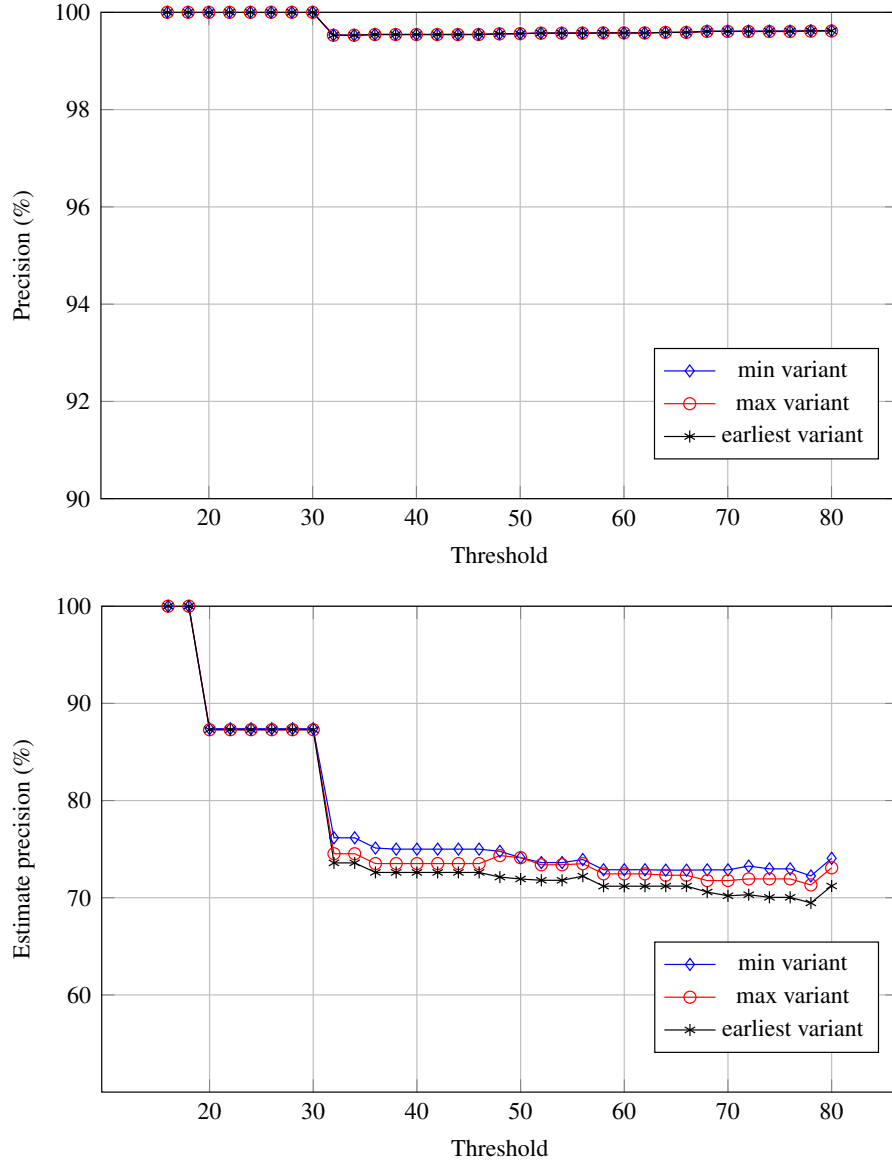 100
98
96
94
92
90
Precision (%)
min variant
max variant
earliest variant
20 30 40 50 60 70 80
Threshold
100
90
80
70
60
Estimate precision (%)
min variant
max variant
earliest variant
20 30 40 50 60 70 80
Threshold